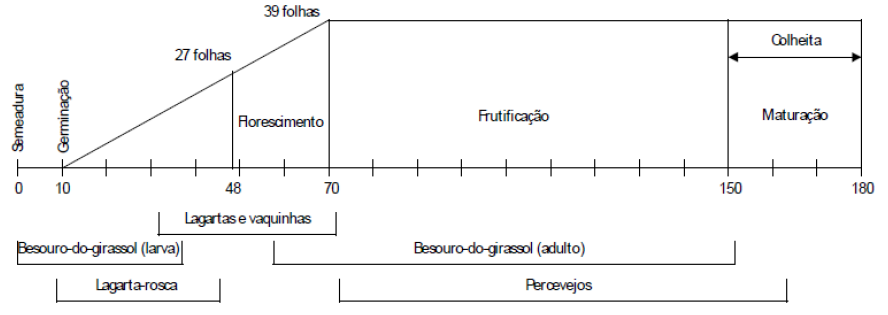 39 folhas
27 folhas
Colheita
Semeadura
Germinação
Florescimento
Frutificação
Maturação
0 10 48 70 150 180
Lagartas e vaquinhas
Besouro-do-girassol (larva) Besouro-do-girassol (adulto)
Lagarta-rosca Percevejos